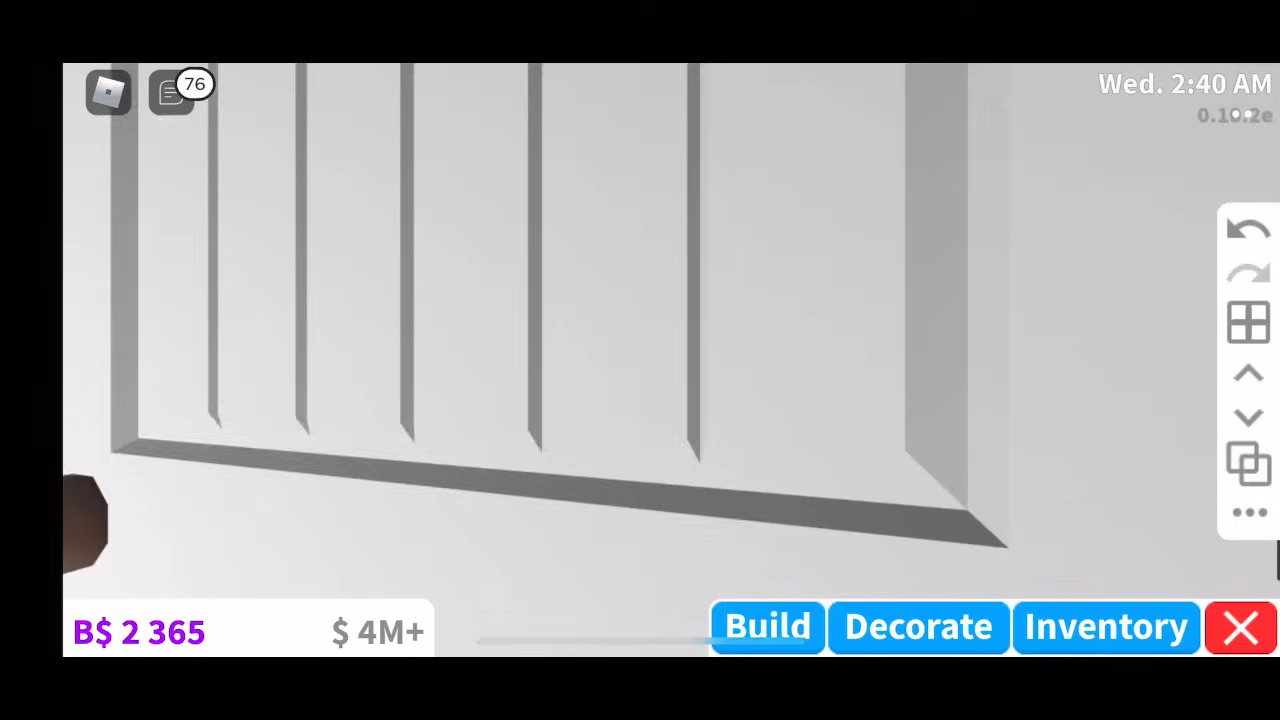 76
Wed. 2:40 AM
B$ 2 365
$ 4M+
Build
Decorate
Inventory